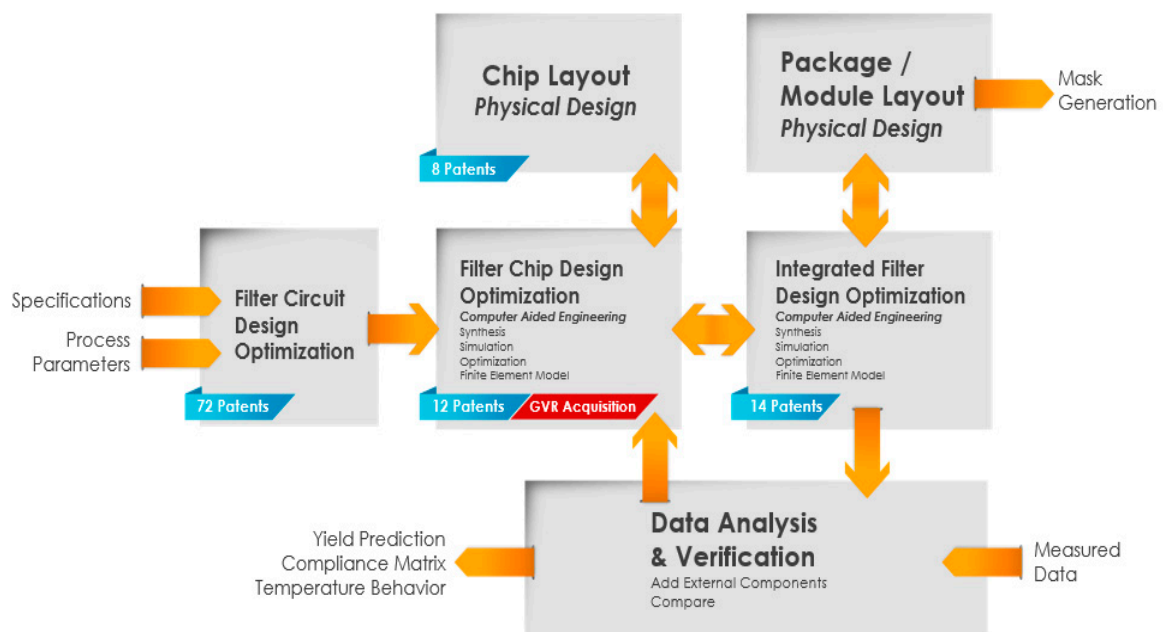 Chip Layout
Physical Design
8 Patents
Package /
Module Layout
Physical Design
Mask
Generation
Specifications
Process
Parameters
Filter Circuit
Design
Optimization
72 Patents
Filter Chip Design
Optimization
Computer Aided Engineering
Synthesis
Simulation
Optimization
Finite Element Model
12 Patents
GVR Acquisition
Integrated Filter
Design Optimization
Computer Aided Engineering
Synthesis
Simulation
Optimization
Finite Element Model
14 Patents
Yield Prediction
Compliance Matrix
Temperature Behavior
Data Analysis
& Verification
Add External Components
Compare
Measured
Data